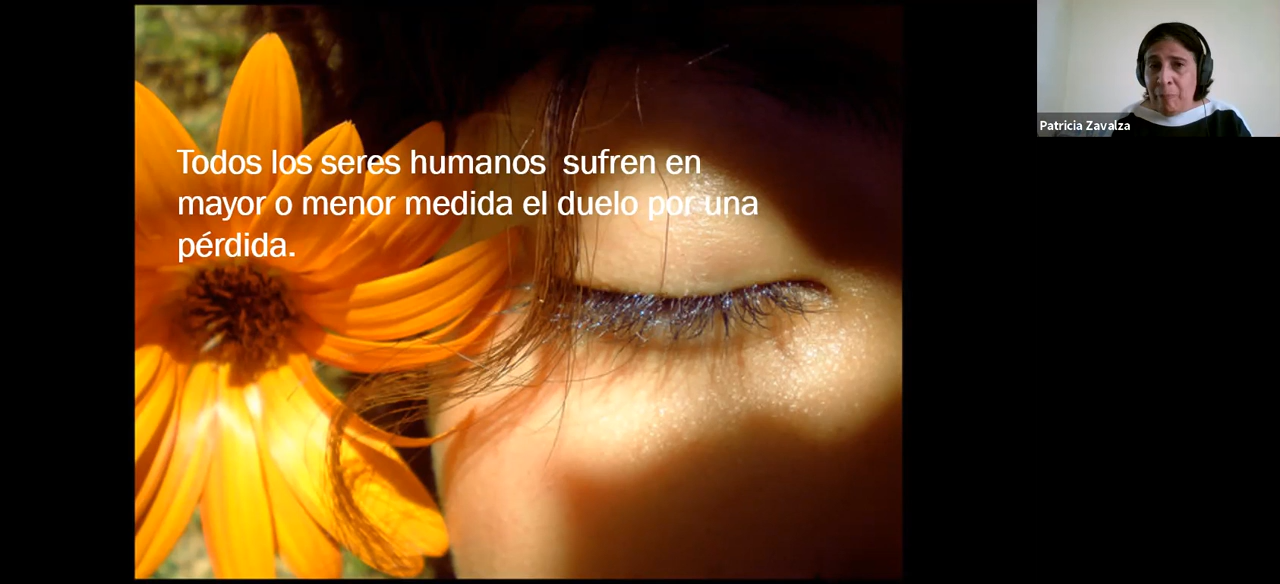 Todos los seres humanos  sufren en
mayor o menor medida el duelo por una
pérdida.
Patricia Zavalza